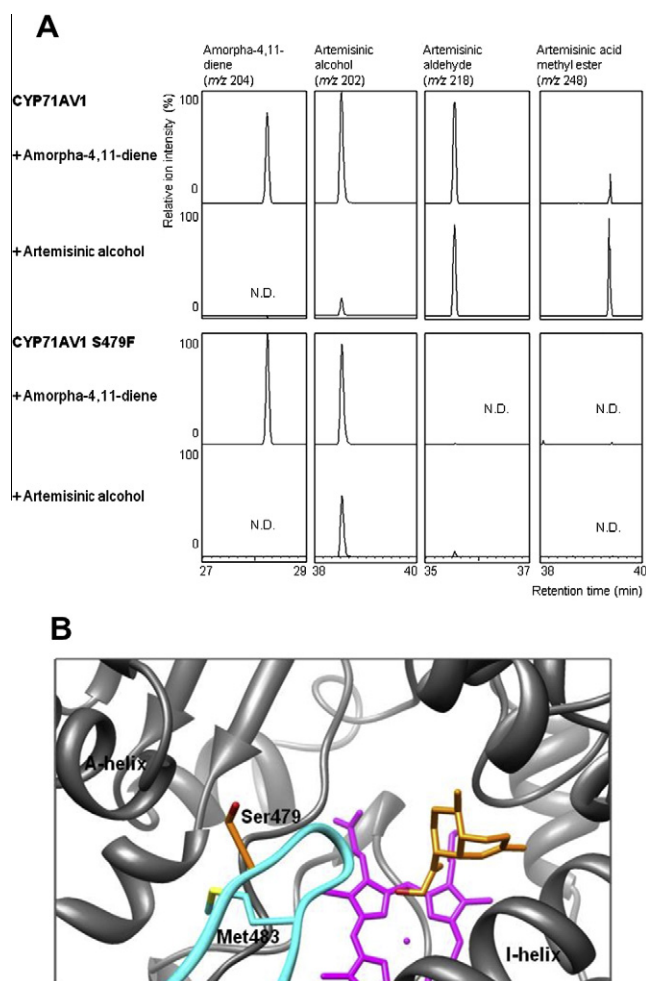 A
Amorpha-4,11-
diene
(m/z 204)
Artemisinic
alcohol
(m/z 202)
Artemisinic
aldehyde
(m/z 218)
Artemisinic acid
methyl ester
(m/z 248)
CYP71AV1
+Amorpha-4,11-diene
+Artemisinic alcohol
CYP71AV1 S479F
+Amorpha-4,11-diene
+Artemisinic alcohol
Relative ion intensity (%)
100
0
100
0
N.D.
100
0
N.D.
N.D.
100
0
N.D.
N.D.
27
29
38
40
35
37
38
40
Retention time (min)
B
A-helix
Ser479
Met483
I-helix